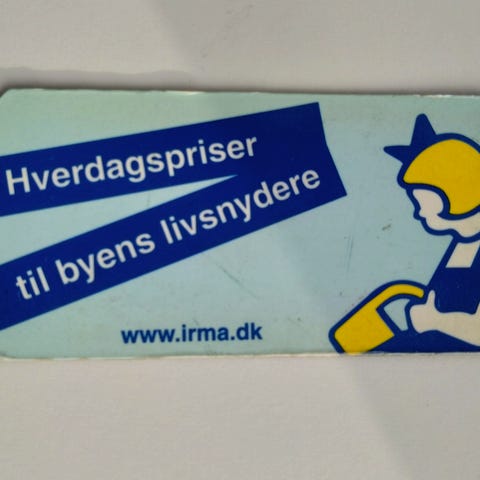 Hverdagspriser
til byens livsnydere
www.irma.dk